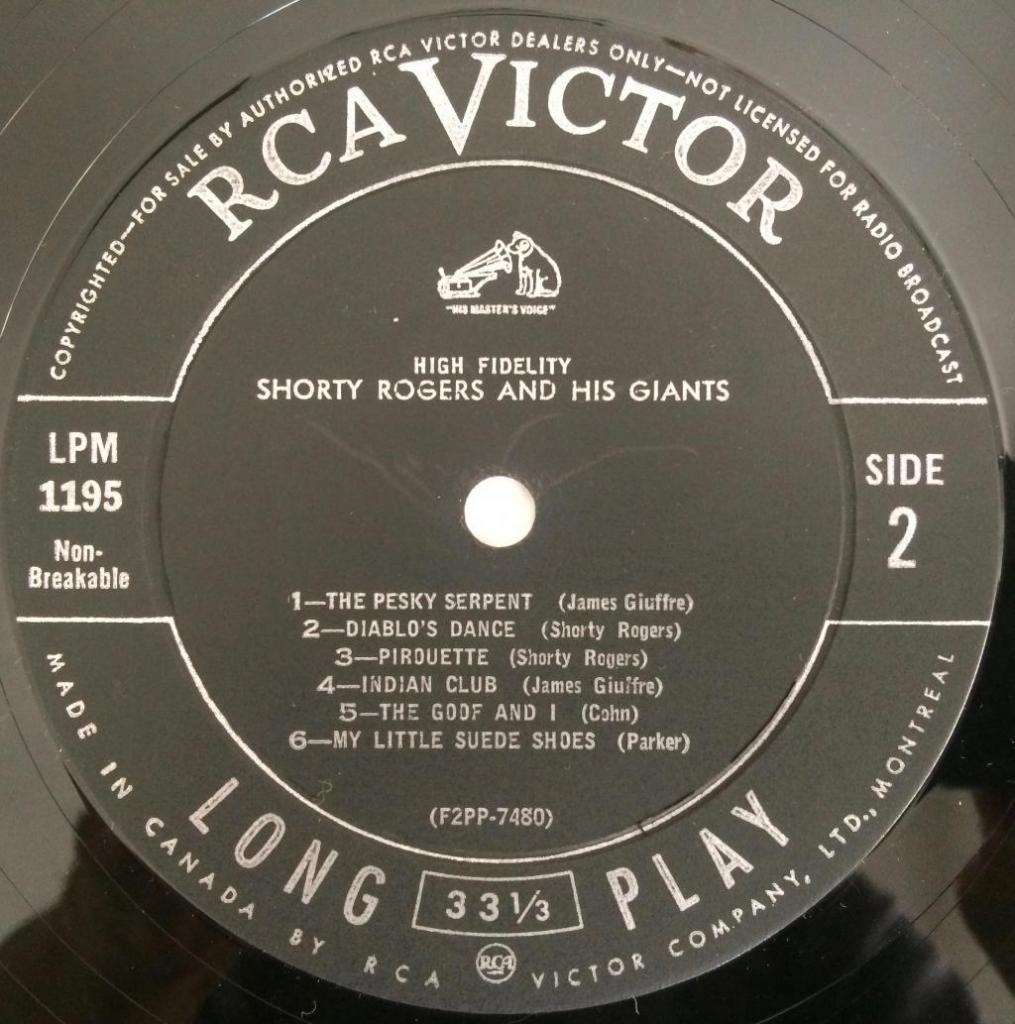 COPYRIGHTED—FOR SALE BY AUTHORIZED RCA VICTOR DEALERS ONLY—NOT LICENSED FOR RADIO BROADCAST
RCA VICTOR
"HIS MASTER'S VOICE"
HIGH FIDELITY
SHORTY ROGERS AND HIS GIANTS
LPM
1195
Non-
Breakable
SIDE
2
1—THE PESKY SERPENT (James Giuffre)
2—DIABLO'S DANCE (Shorty Rogers)
3—PIROUETTE (Shorty Rogers)
4—INDIAN CLUB (James Giuffre)
5—THE GOOF AND I (Cohn)
6—MY LITTLE SUEDE SHOES (Parker)
(F2PP-7480)
LONG 33⅓ PLAY
MADE IN CANADA BY RCA RCA VICTOR COMPANY, LTD., MONTREAL